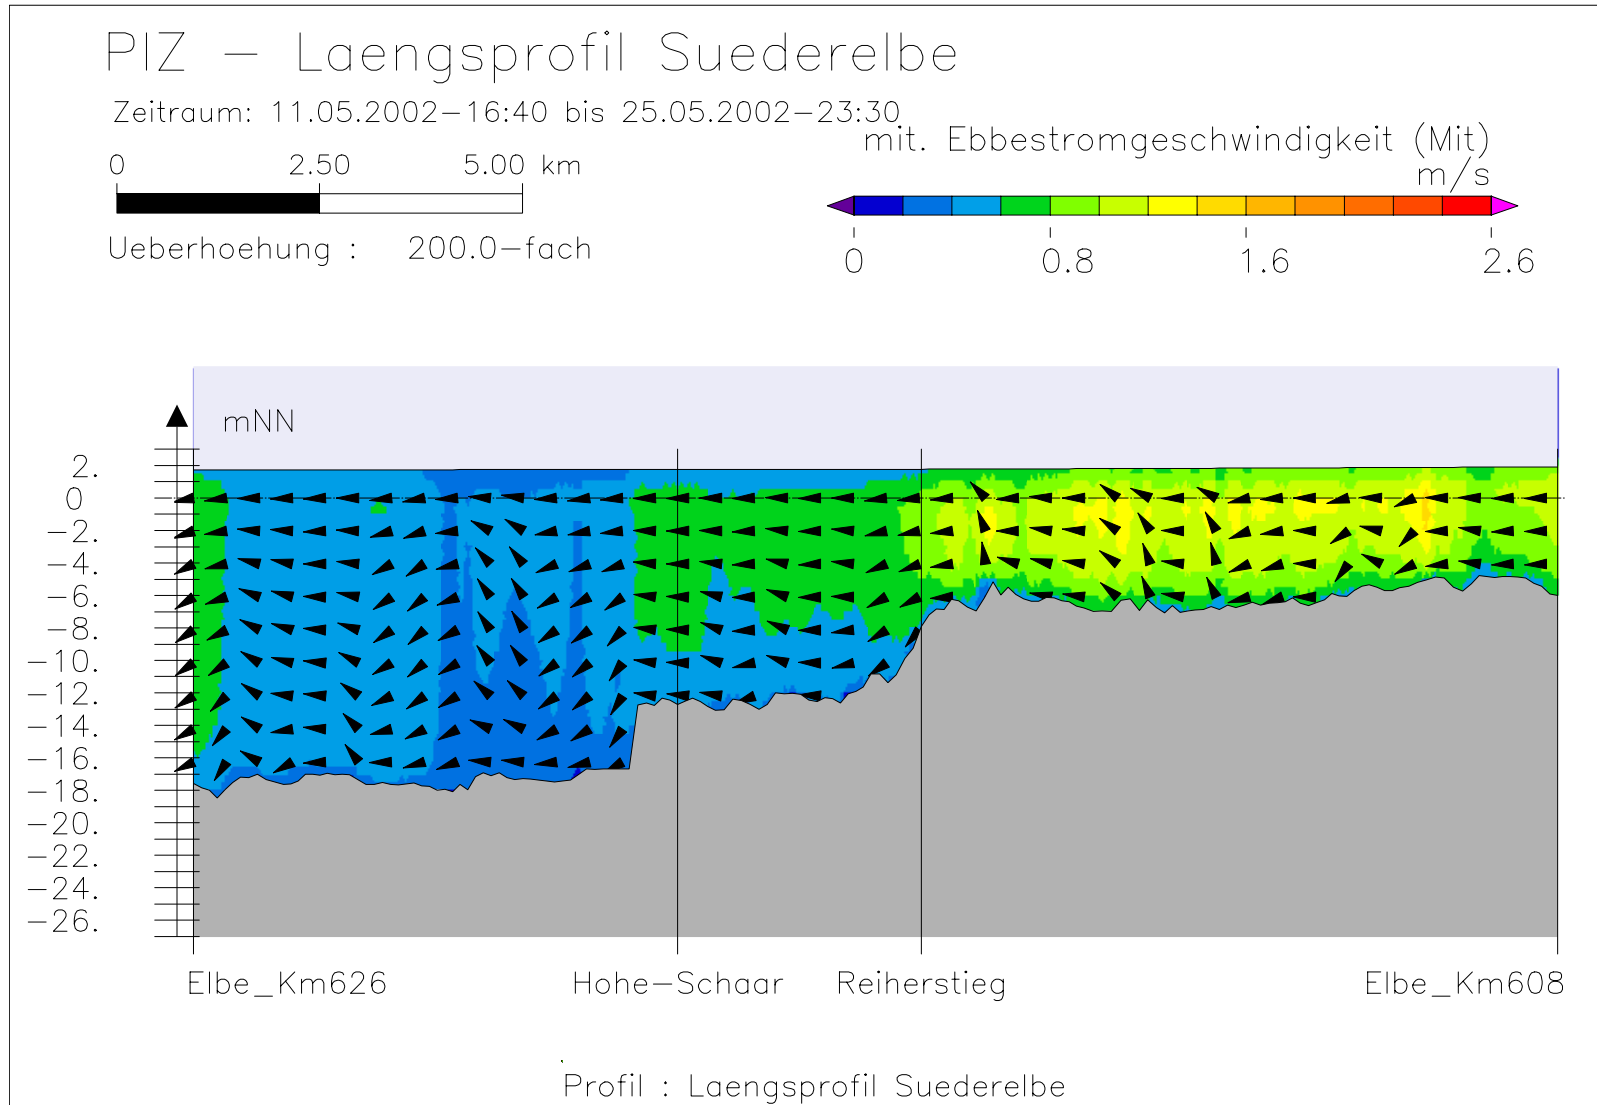 PIZ – Laengsprofil Suederelbe
Zeitraum: 11.05.2002–16:40 bis 25.05.2002–23:30
mit. Ebbestromgeschwindigkeit (Mit)
m/s
0 2.50 5.00 km
Ueberhoehung : 200.0–fach
0 0.8 1.6 2.6
mNN
2.
0
–2.
–4.
–6.
–8.
–10.
–12.
–14.
–16.
–18.
–20.
–22.
–24.
–26.
Elbe_Km626 Hohe–Schaar Reiherstieg Elbe_Km608
Profil : Laengsprofil Suederelbe